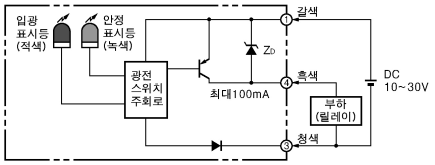 입광
표시등
(적색)
안정
표시등
(녹색)
광전
스위치
주회로
ZD
최대100mA
1
갈색
4
흑색
3
청색
부하
(릴레이)
DC
10~30V